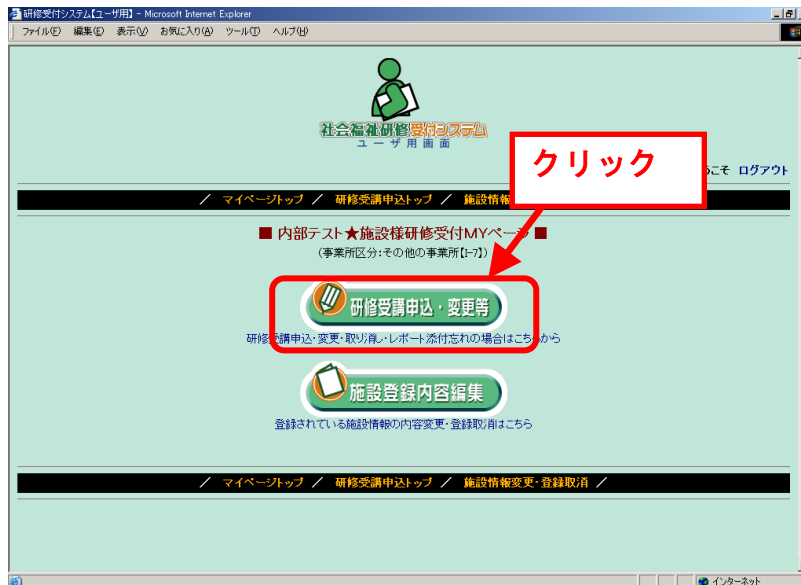 研修受付システム【ユーザ用】 - Microsoft Internet Explorer
ファイル(F) 編集(E) 表示(V) お気に入り(A) ツール(T) ヘルプ(H)
社会福祉研修受付システム
ユーザ用画面
クリック
こそ ログアウト
／ マイページトップ ／ 研修受講申込トップ ／ 施設情報
■ 内部テスト★施設様研修受付MYページ ■
(事業所区分:その他の事業所【I-7】)
研修受講申込・変更等
研修受講申込・変更・取り消し・レポート添付忘れの場合はこちらから
施設登録内容編集
登録されている施設情報の内容変更・登録取消はこちら
／ マイページトップ ／ 研修受講申込トップ ／ 施設情報変更・登録取消 ／
インターネット